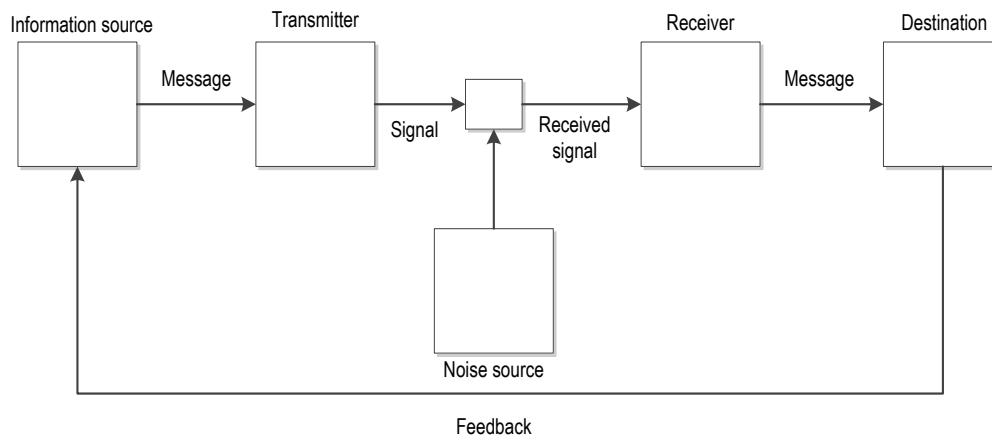 Information source
Transmitter
Receiver
Destination
Message
Signal
Received
signal
Message
Noise source
Feedback